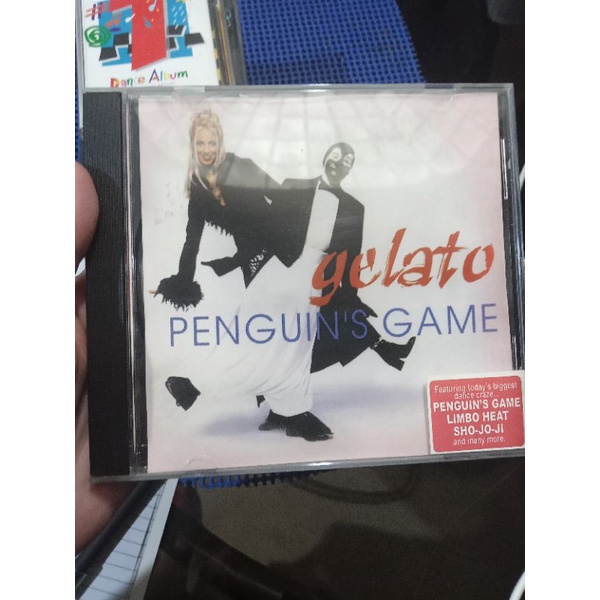 Dance Album
gelato
PENGUIN'S GAME
Featuring today's biggest
dance craze...
PENGUIN'S GAME
LIMBO HEAT
SHO-JO-JI
and many more.